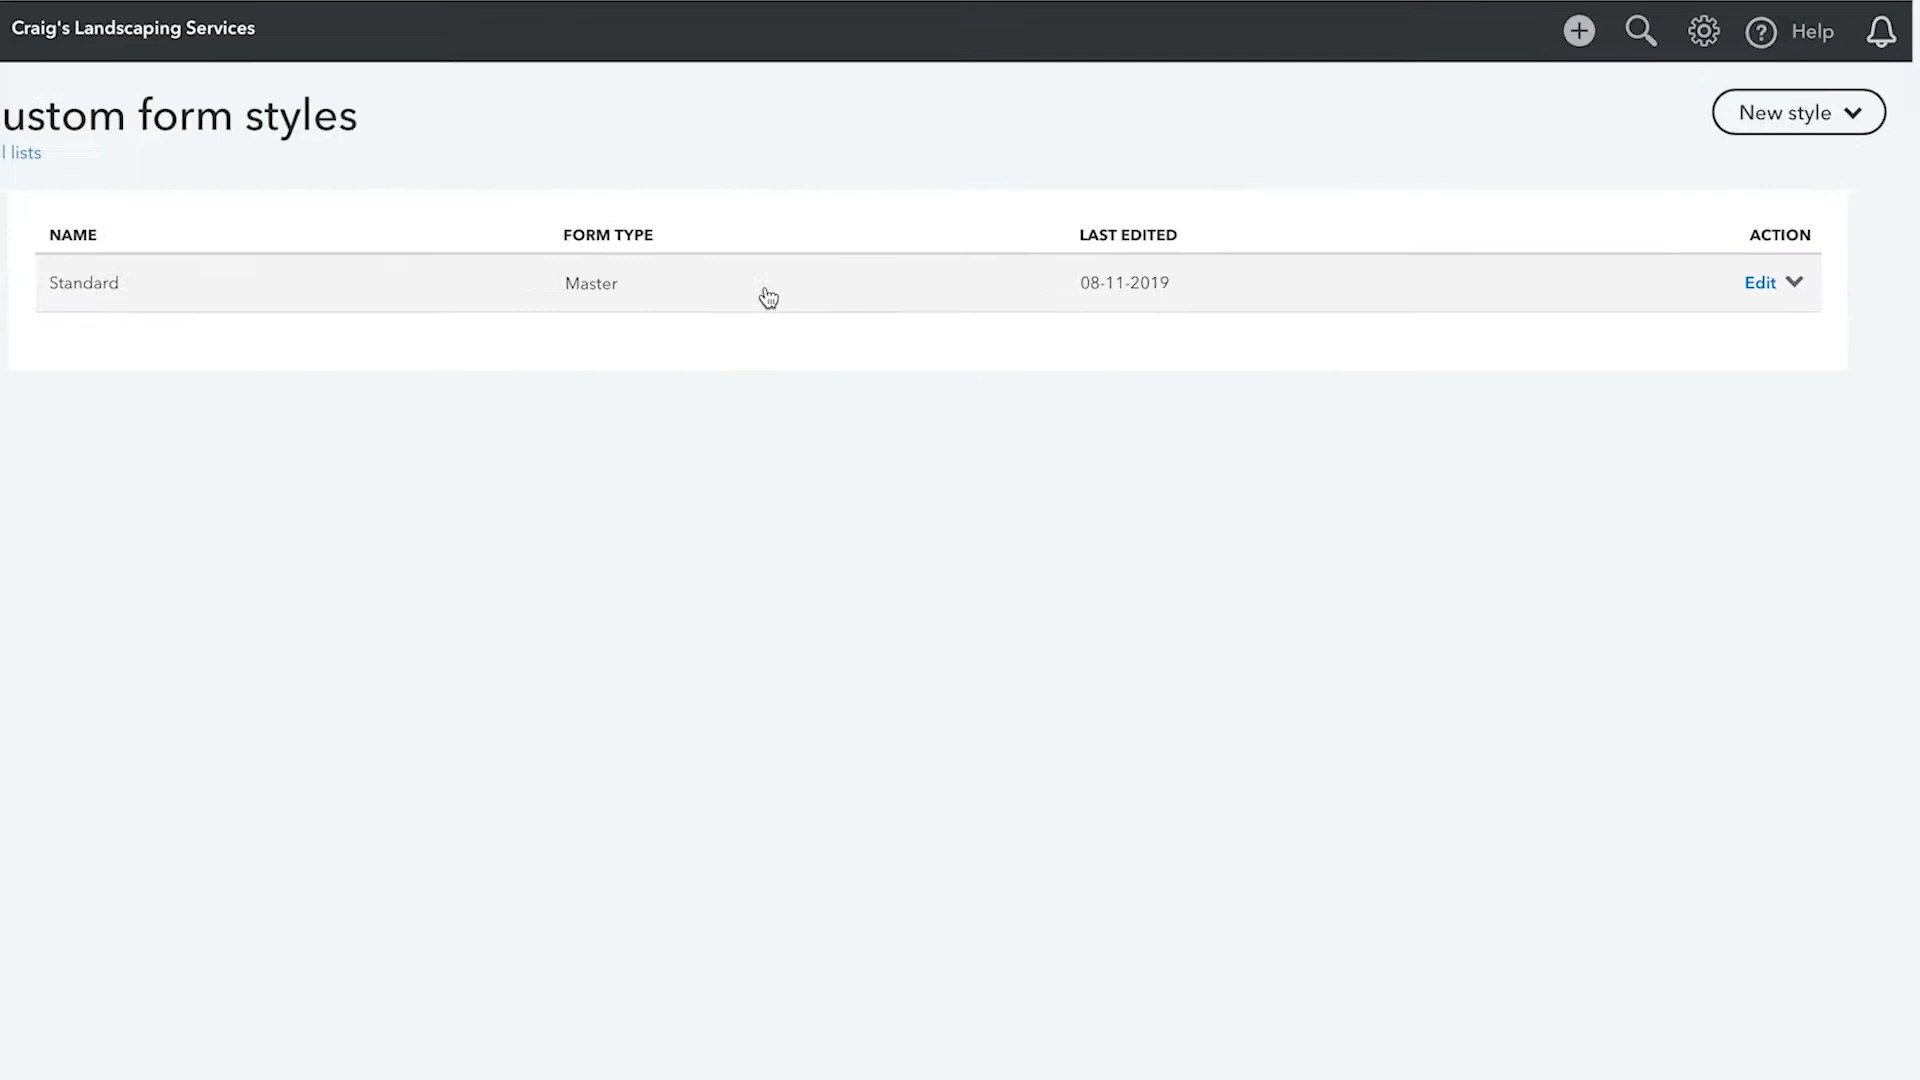 Craig's Landscaping Services
Help
ustom form styles
New style
l lists
NAME FORM TYPE LAST EDITED ACTION
Standard Master 08-11-2019 Edit